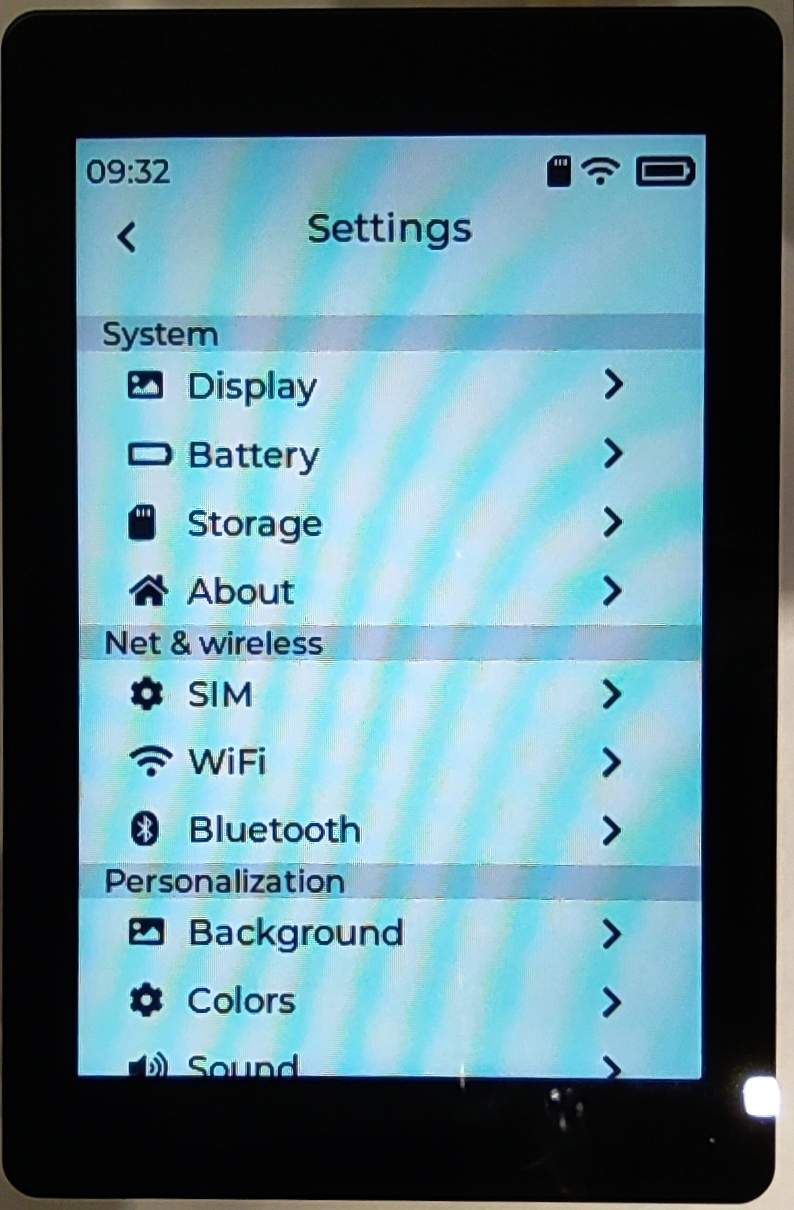 09:32
Settings
System
Display
Battery
Storage
About
Net & wireless
SIM
WiFi
Bluetooth
Personalization
Background
Colors
Sound